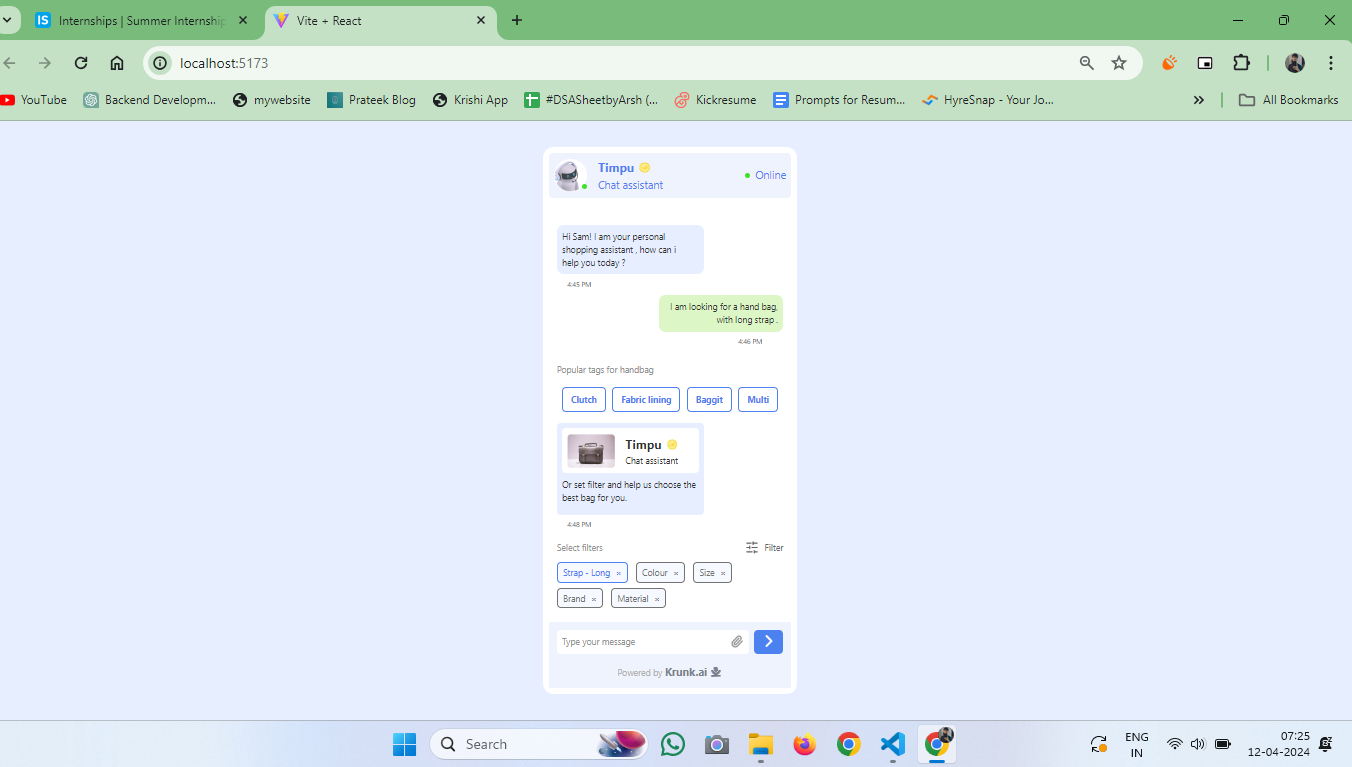 IS Internships | Summer Internship
Vite + React
localhost:5173
YouTube
Backend Developm...
mywebsite
Prateek Blog
Krishi App
#DSASheetbyArsh (...
Kickresume
Prompts for Resum...
HyreSnap - Your Jo...
All Bookmarks
Timpu
Chat assistant
Online
Hi Sam! I am your personal
shopping assistant , how can i
help you today ?
4:45 PM
I am looking for a hand bag,
with long strap .
4:46 PM
Popular tags for handbag
Clutch
Fabric lining
Baggit
Multi
Timpu
Chat assistant
Or set filter and help us choose the
best bag for you.
4:48 PM
Select filters
Filter
Strap - Long ×
Colour ×
Size ×
Brand ×
Material ×
Type your message
Powered by Krunk.ai
Search
ENG
IN
07:25
12-04-2024